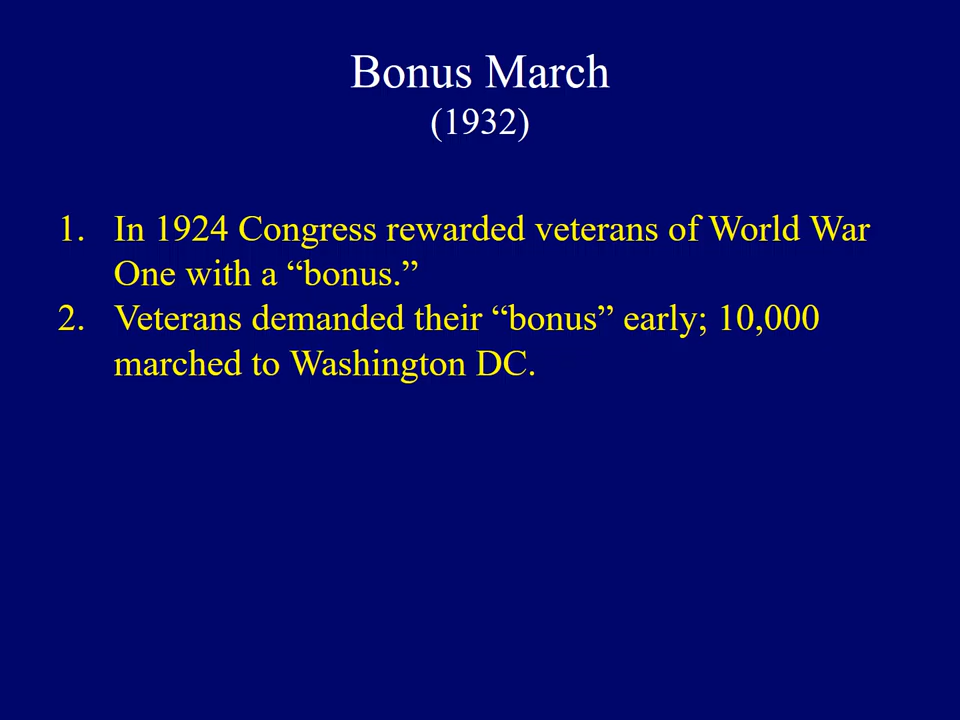 Bonus March
(1932)
1. In 1924 Congress rewarded veterans of World War
One with a “bonus.”
2. Veterans demanded their “bonus” early; 10,000
marched to Washington DC.